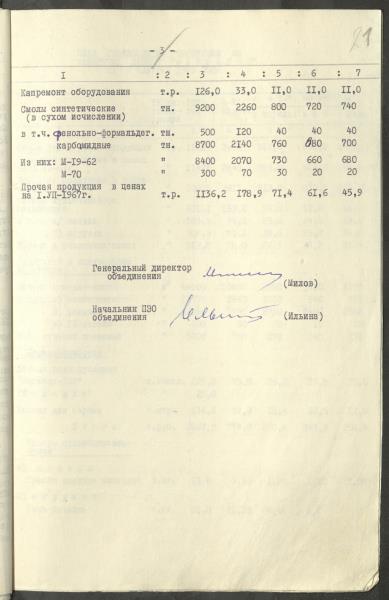 - 3 -
21
I : 2 : 3 : 4 : 5 : 6 : 7
Капремонт оборудования т.р. 126,0 33,0 II,0 II,0 II,0
Смолы синтетические тн. 9200 2260 800 720 740
(в сухом исчислении)
в т.ч. фенольно-формальдег. тн. 500 I20 40 40 40
карбомидные тн. 8700 2I40 760 680 700
Из них: М-I9-62 " 8400 2070 730 660 680
М-70 " 300 70 30 20 20
Прочая продукция в ценах
на I.УП-I967г. т.р. II36,2 I78,9 7I,4 6I,6 45,9
Генеральный директор
объединения
(Милов)
Начальник ПЭО
объединения (Ильина)